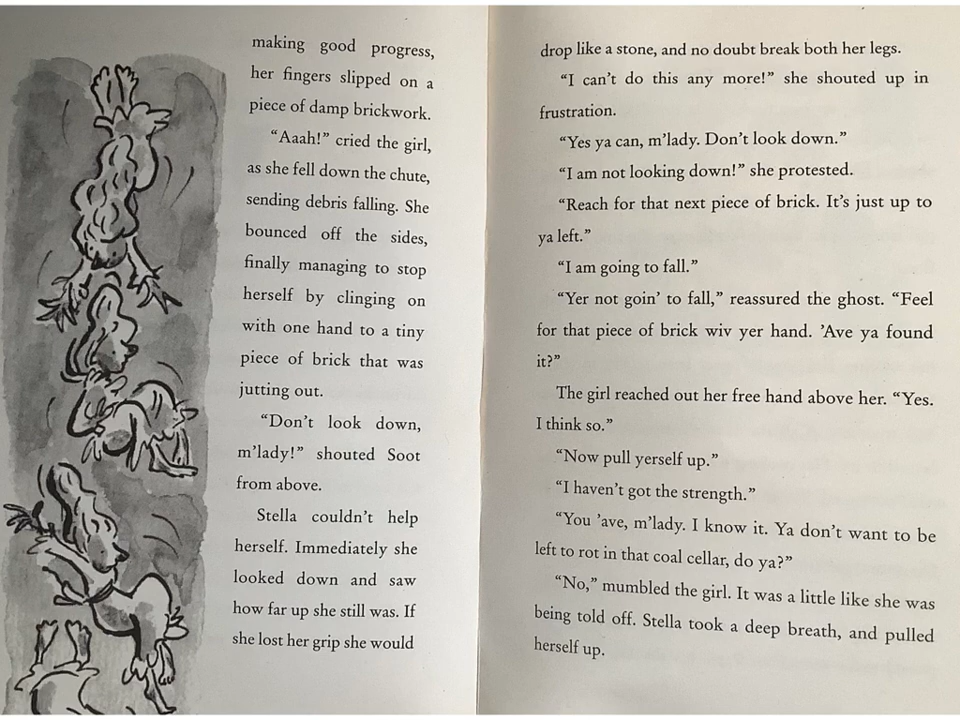 making good progress,
her fingers slipped on a
piece of damp brickwork.
“Aaah!” cried the girl,
as she fell down the chute,
sending debris falling. She
bounced off the sides,
finally managing to stop
herself by clinging on
with one hand to a tiny
piece of brick that was
jutting out.
“Don’t look down,
m’lady!” shouted Soot
from above.
Stella couldn’t help
herself. Immediately she
looked down and saw
how far up she still was. If
she lost her grip she would
drop like a stone, and no doubt break both her legs.
“I can’t do this any more!” she shouted up in
frustration.
“Yes ya can, m’lady. Don’t look down.”
“I am not looking down!” she protested.
“Reach for that next piece of brick. It’s just up to
ya left.”
“I am going to fall.”
“Yer not goin’ to fall,” reassured the ghost. “Feel
for that piece of brick wiv yer hand. ’Ave ya found
it?”
The girl reached out her free hand above her. “Yes.
I think so.”
“Now pull yerself up.”
“I haven’t got the strength.”
“You ’ave, m’lady. I know it. Ya don’t want to be
left to rot in that coal cellar, do ya?”
“No,” mumbled the girl. It was a little like she was
being told off. Stella took a deep breath, and pulled
herself up.